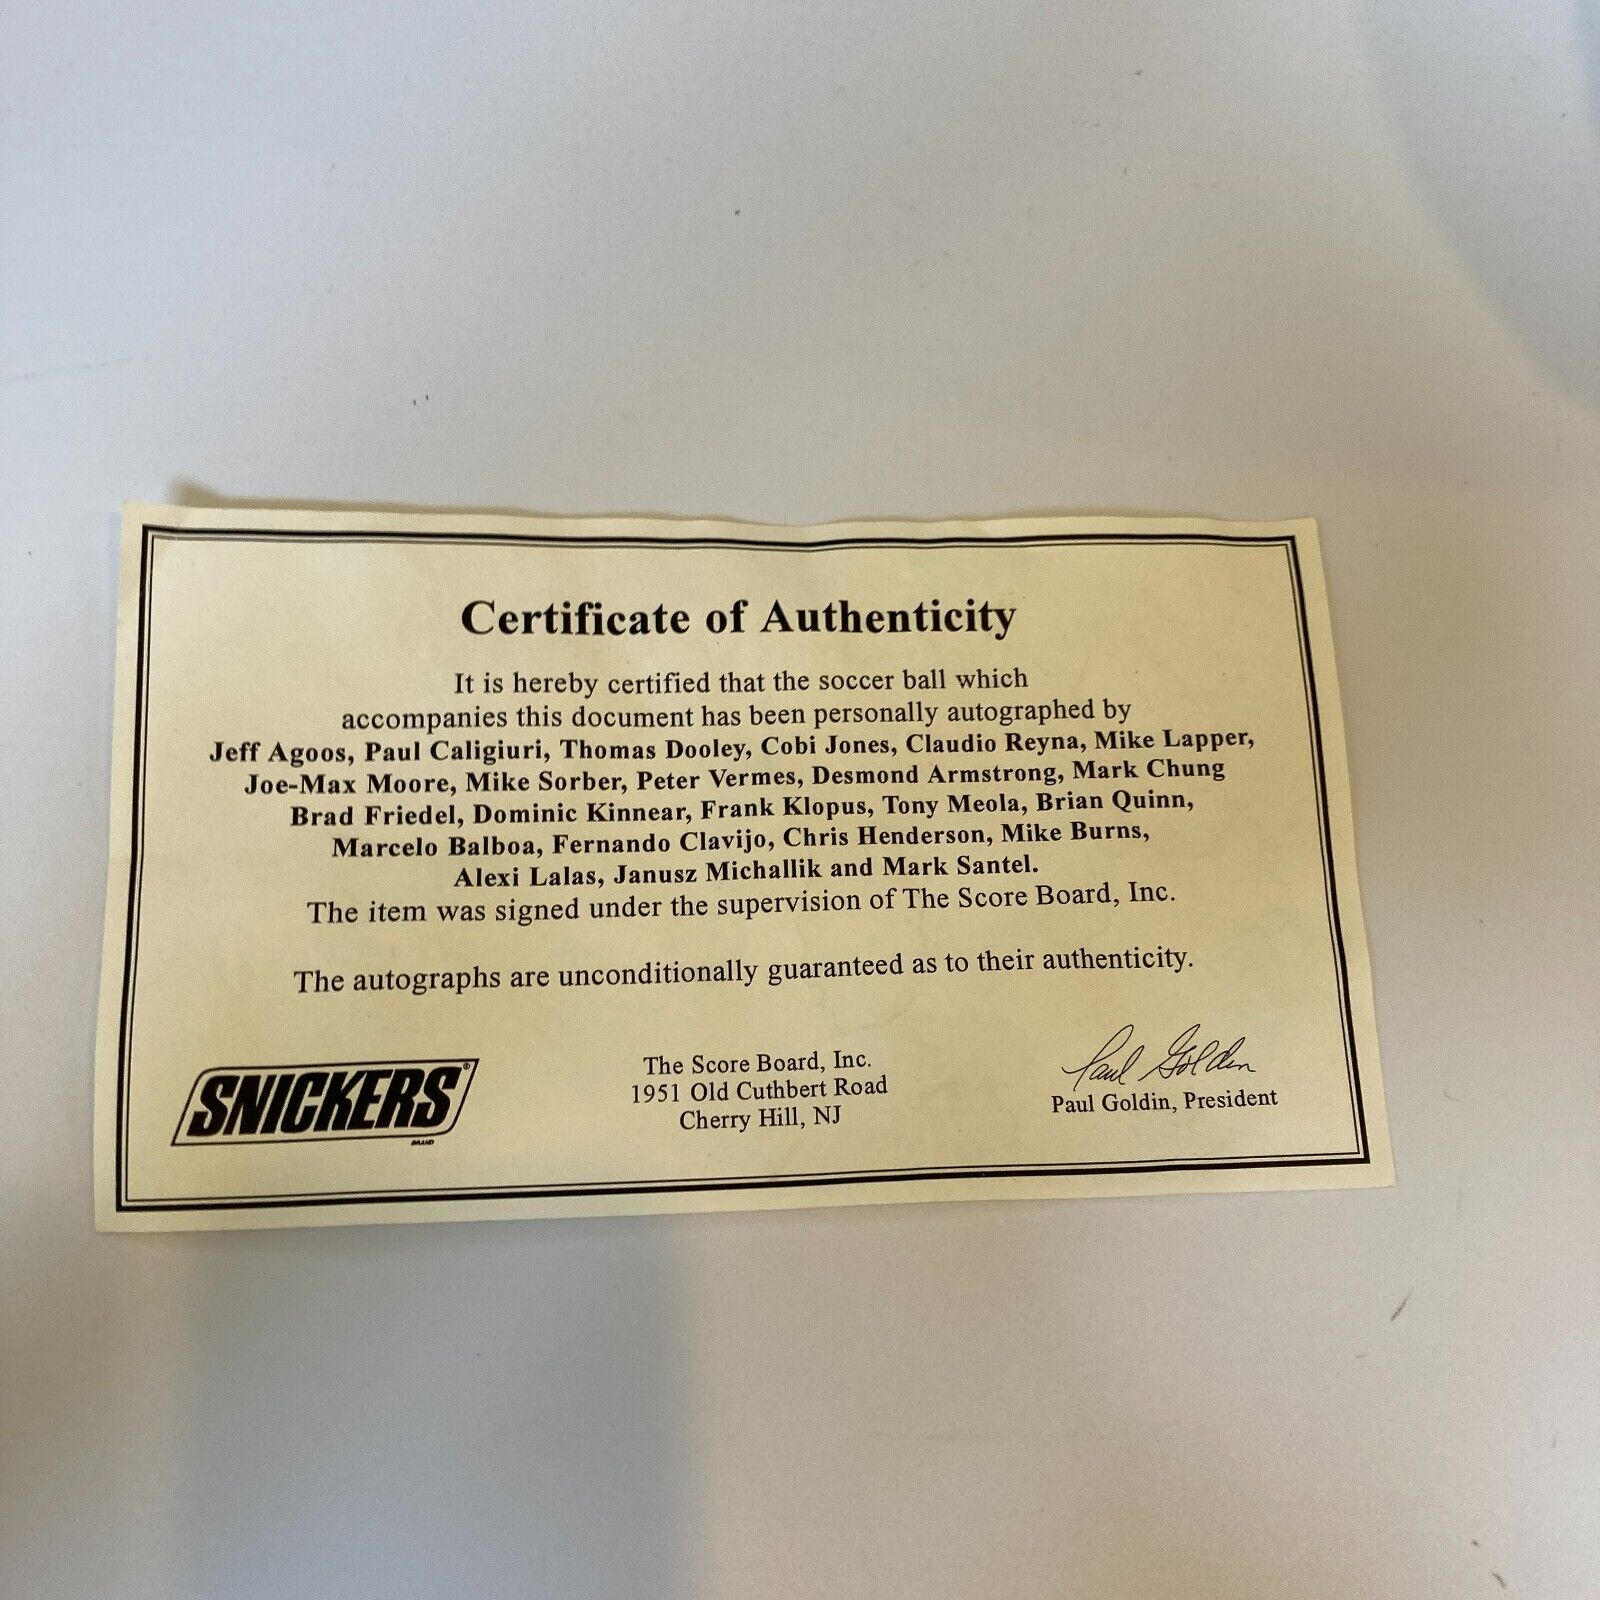 Certificate of Authenticity
It is hereby certified that the soccer ball which
accompanies this document has been personally autographed by
Jeff Agoos, Paul Caligiuri, Thomas Dooley, Cobi Jones, Claudio Reyna, Mike Lapper,
Joe-Max Moore, Mike Sorber, Peter Vermes, Desmond Armstrong, Mark Chung
Brad Friedel, Dominic Kinnear, Frank Klopus, Tony Meola, Brian Quinn,
Marcelo Balboa, Fernando Clavijo, Chris Henderson, Mike Burns,
Alexi Lalas, Janusz Michallik and Mark Santel.
The item was signed under the supervision of The Score Board, Inc.
The autographs are unconditionally guaranteed as to their authenticity.
SNICKERS®
BRAND
The Score Board, Inc.
1951 Old Cuthbert Road
Cherry Hill, NJ
Paul Goldin
Paul Goldin, President